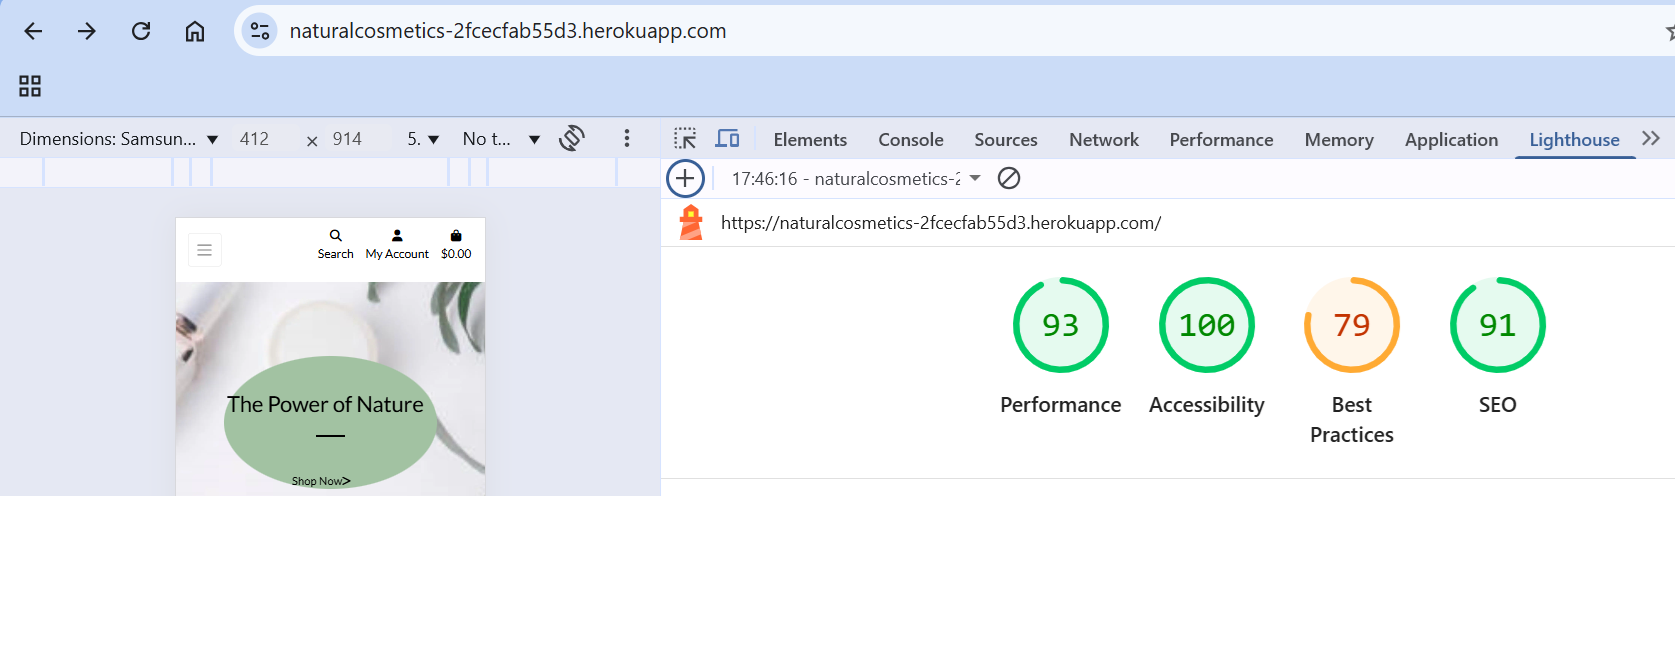 naturalcosmetics-2fcecfab55d3.herokuapp.com
Dimensions: Samsun... 412 × 914 5. No t...
Elements Console Sources Network Performance Memory Application Lighthouse
17:46:16 - naturalcosmetics-2
https://naturalcosmetics-2fcecfab55d3.herokuapp.com/
Search My Account $0.00
The Power of Nature
Shop Now>
93 100 79 91
Performance Accessibility Best Practices SEO